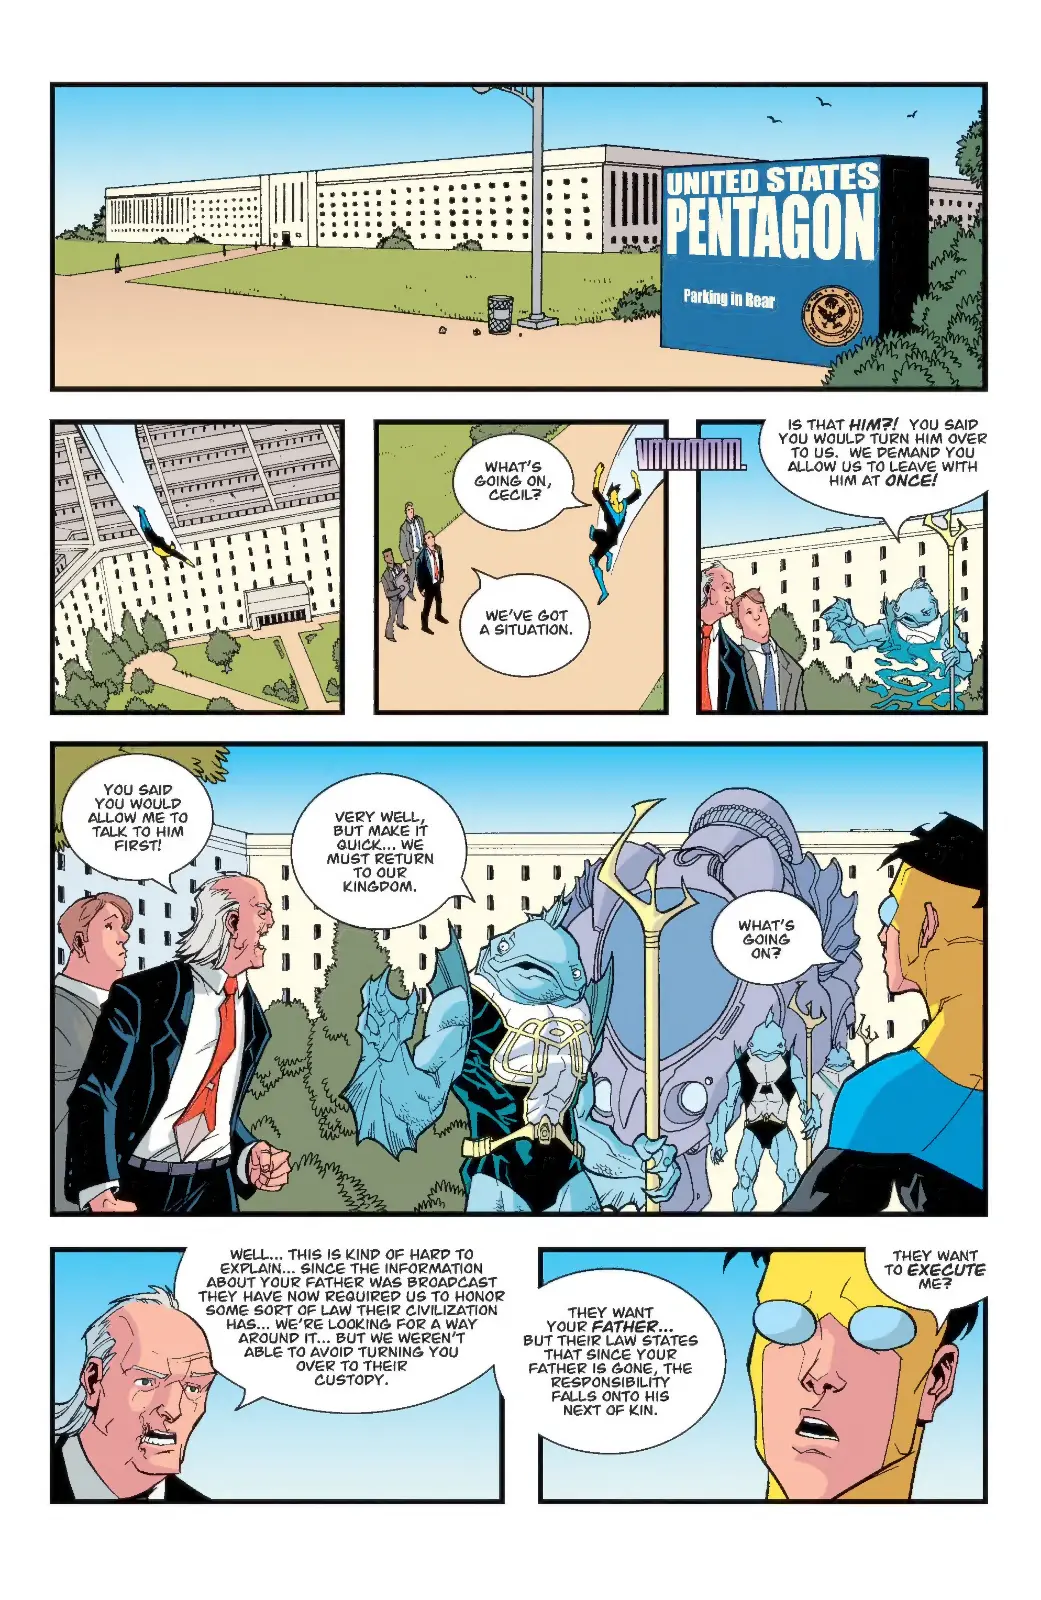 UNITED STATES
PENTAGON
Parking in Rear
WHAT'S
GOING ON,
CECIL?
WE'VE GOT
A SITUATION.
IS THAT HIM?! YOU SAID
YOU WOULD TURN HIM OVER
TO US. WE DEMAND YOU
ALLOW US TO LEAVE WITH
HIM AT ONCE!
YOU SAID
YOU WOULD
ALLOW ME TO
TALK TO HIM
FIRST!
VERY WELL,
BUT MAKE IT
QUICK... WE
MUST RETURN
TO OUR
KINGDOM.
WHAT'S
GOING
ON?
WELL... THIS IS KIND OF HARD TO
EXPLAIN... SINCE THE INFORMATION
ABOUT YOUR FATHER WAS BROADCAST
THEY HAVE NOW REQUIRED US TO HONOR
SOME SORT OF LAW THEIR CIVILIZATION
HAS... WE'RE LOOKING FOR A WAY
AROUND IT... BUT WE WEREN'T
ABLE TO AVOID TURNING YOU
OVER TO THEIR
CUSTODY.
THEY WANT
YOUR FATHER...
BUT THEIR LAW STATES
THAT SINCE YOUR
FATHER IS GONE, THE
RESPONSIBILITY
FALLS ONTO HIS
NEXT OF KIN.
THEY WANT
TO EXECUTE
ME?